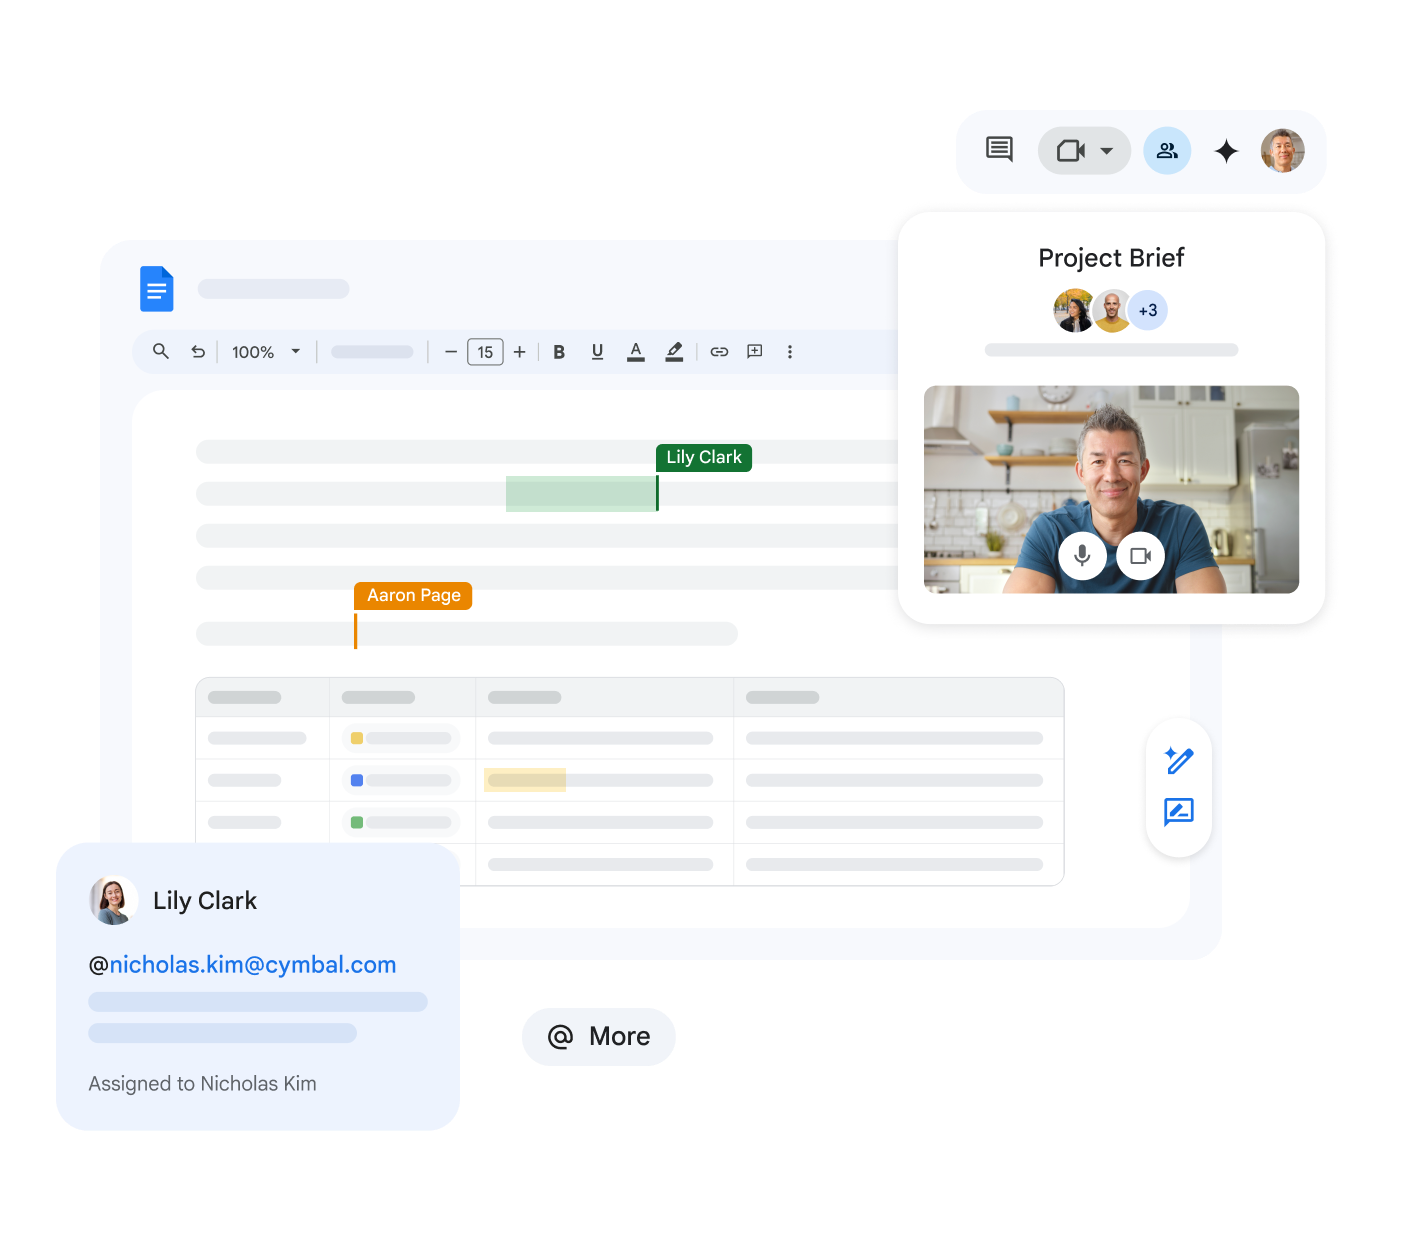 Project Brief
+3
100%
15
B
U
A
Lily Clark
Aaron Page
Lily Clark
@nicholas.kim@cymbal.com
Assigned to Nicholas Kim
@ More